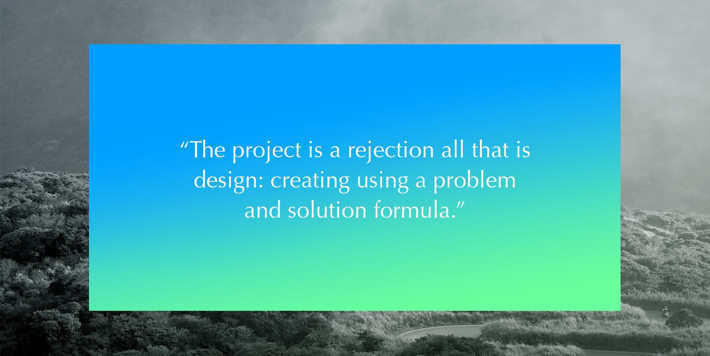 “The project is a rejection all that is
design: creating using a problem
and solution formula.”